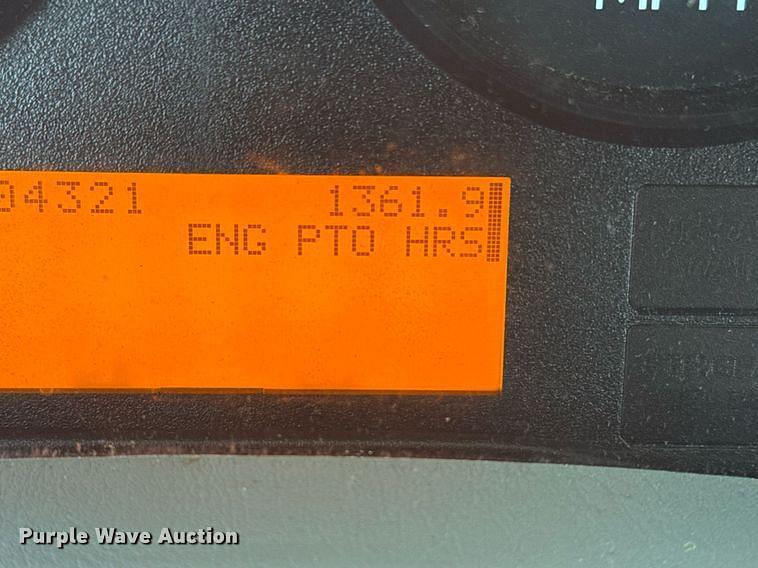 04321 1361.9
ENG PTO HRS
Purple Wave Auction